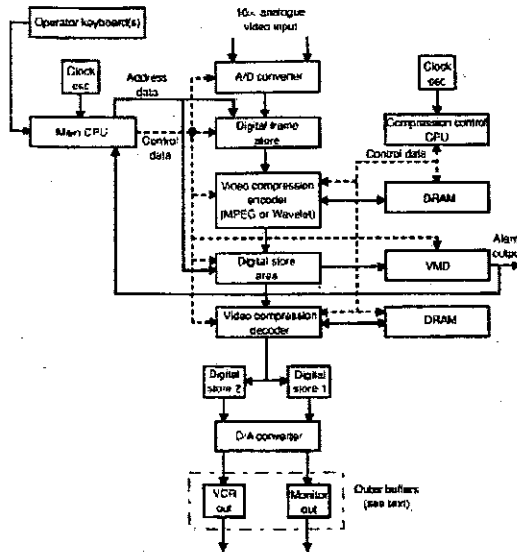 Operator keyboard(s)
16× analogue
video input
Clock
osc
Address
data
A/D converter
Clock
osc
Main CPU
Control
data
Digital frame
store
Compression control
CPU
Control data
Video compression
encoder
(MPEG or Wavelet)
DRAM
Alarm
output
Digital store
area
VMD
Video compression
decoder
DRAM
Digital
store 2
Digital
store 1
D/A converter
VCR
out
Monitor
out
Outer buffers
(see text)